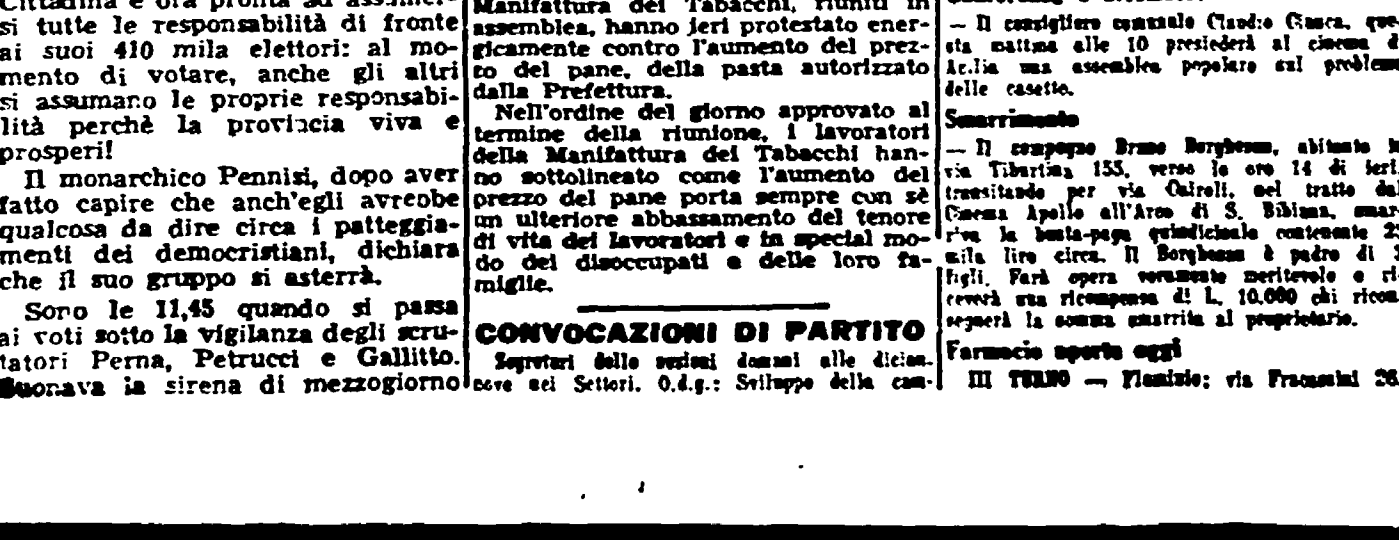 Cittadina è ora pronta ad assumer-
si tutte le responsabilità di fronte
ai suoi 410 mila elettori: al mo-
mento di votare, anche gli altri
si assumano le proprie responsabi-
lità perchè la provincia viva e
prosperi!
Il monarchico Pennisi, dopo aver
fatto capire che anch'egli avrebbe
qualcosa da dire circa i patteggia-
menti dei democristiani, dichiara
che il suo gruppo si asterrà.
Sono le 11,45 quando si passa
ai voti sotto la vigilanza degli scru-
tatori Perna, Petrucci e Gallitto.
Suonava la sirena di mezzogiorno
Manifattura dei Tabacchi, riuniti in
assemblea, hanno jeri protestato ener-
gicamente contro l'aumento del prez-
zo del pane, della pasta autorizzato
dalla Prefettura.
Nell'ordine del giorno approvato al
termine della riunione, i lavoratori
della Manifattura dei Tabacchi han-
no sottolineato come l'aumento del
prezzo del pane porta sempre con sè
un ulteriore abbassamento del tenore
di vita dei lavoratori e in special mo-
do dei disoccupati e delle loro fa-
miglie.
CONVOCAZIONI DI PARTITO
Segretari delle sezioni domani alle dician-
nove nei Settori. O.d.g.: Sviluppo della cam-
— Il consigliere comunale Claudio Cianca, que-
sta mattina alle 10 presiederà al cinema di
Acilia una assemblea popolare sul problema
delle casette.
Smarrimento
— Il compagno Bruno Borghesan, abitante in
via Tiburtina 155, verso le ore 14 di ieri,
transitando per via Cairoli, nel tratto dal
Cinema Apollo all'Arco di S. Bibiana, smar-
riva la busta-paga quindicinale contenente 23
mila lire circa. Il Borghesan è padre di
figli. Farà opera veramente meritevole e ri-
ceverà una ricompensa di L. 10.000 chi ricon-
segnerà la somma smarrita al proprietario.
Farmacie aperte oggi
III TURNO — Flaminio: via Fracassini 26,